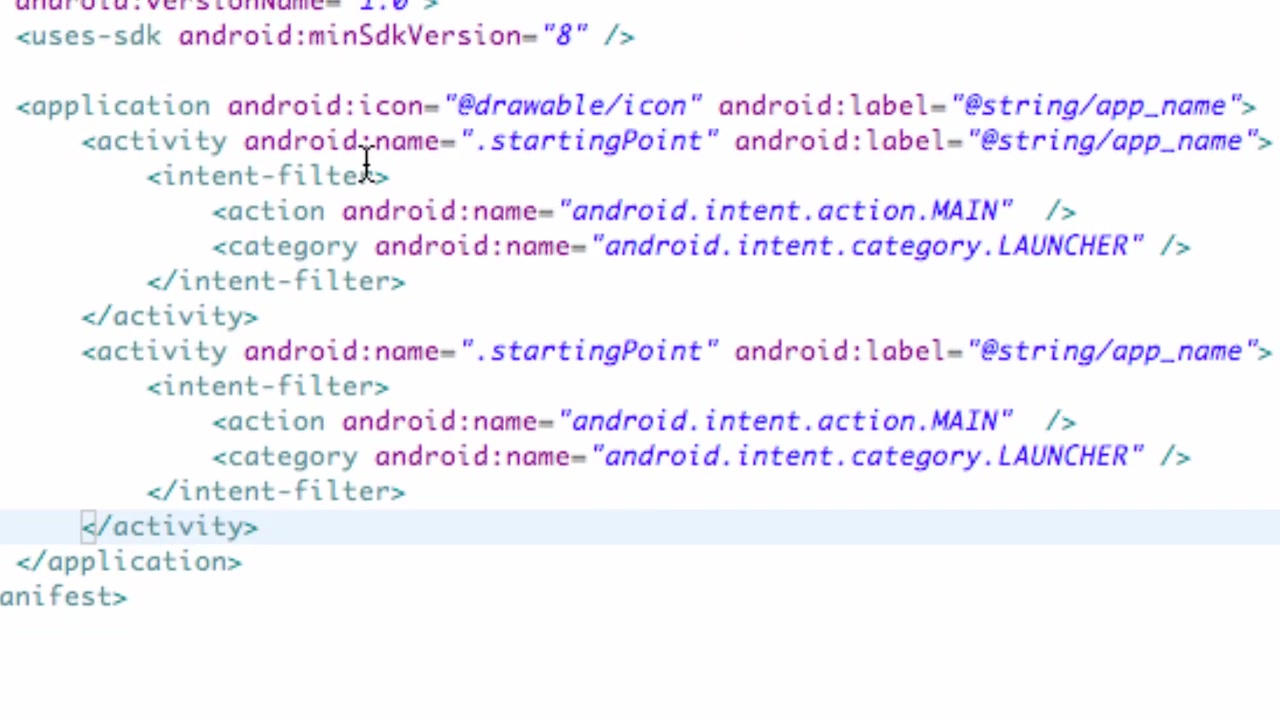 android:versionName="1.0">
<uses-sdk android:minSdkVersion="8" />
<application android:icon="@drawable/icon" android:label="@string/app_name">
<activity android:name=".startingPoint" android:label="@string/app_name">
<intent-filter>
<action android:name="android.intent.action.MAIN"  />
<category android:name="android.intent.category.LAUNCHER" />
</intent-filter>
</activity>
<activity android:name=".startingPoint" android:label="@string/app_name">
<intent-filter>
<action android:name="android.intent.action.MAIN"  />
<category android:name="android.intent.category.LAUNCHER" />
</intent-filter>
</activity>
</application>
anifest>